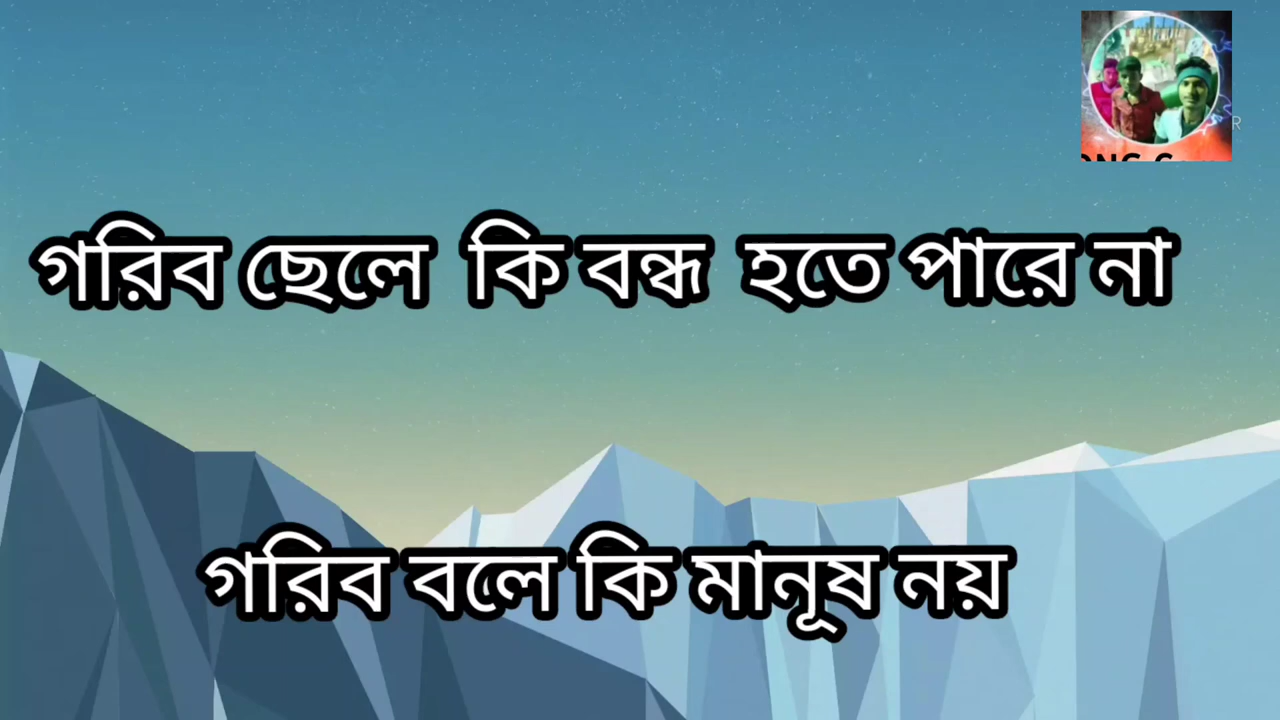 গরিব ছেলে কি বন্ধ হতে পারে না
গরিব বলে কি মানূষ নয়